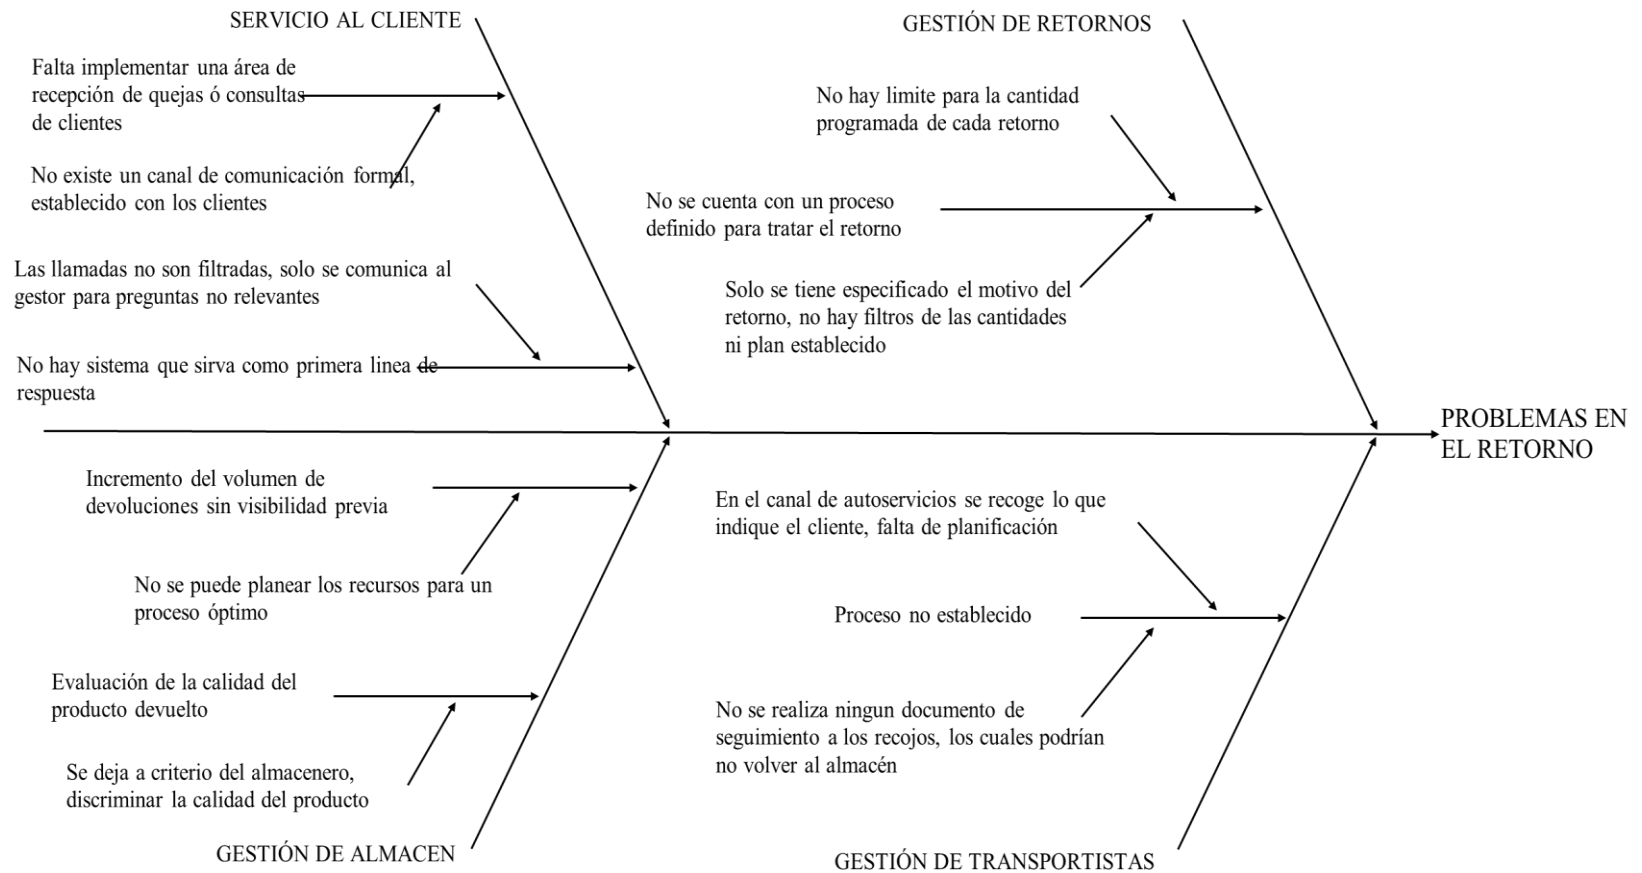 SERVICIO AL CLIENTE
Falta implementar una área de
recepción de quejas ó consultas
de clientes
No existe un canal de comunicación formal,
establecido con los clientes
Las llamadas no son filtradas, solo se comunica al
gestor para preguntas no relevantes
No hay sistema que sirva como primera linea de
respuesta
GESTIÓN DE RETORNOS
No hay limite para la cantidad
programada de cada retorno
No se cuenta con un proceso
definido para tratar el retorno
Solo se tiene especificado el motivo del
retorno, no hay filtros de las cantidades
ni plan establecido
PROBLEMAS EN
EL RETORNO
Incremento del volumen de
devoluciones sin visibilidad previa
No se puede planear los recursos para un
proceso óptimo
Evaluación de la calidad del
producto devuelto
Se deja a criterio del almacenero,
discriminar la calidad del producto
GESTIÓN DE ALMACEN
En el canal de autoservicios se recoge lo que
indique el cliente, falta de planificación
Proceso no establecido
No se realiza ningun documento de
seguimiento a los recojos, los cuales podrían
no volver al almacén
GESTIÓN DE TRANSPORTISTAS